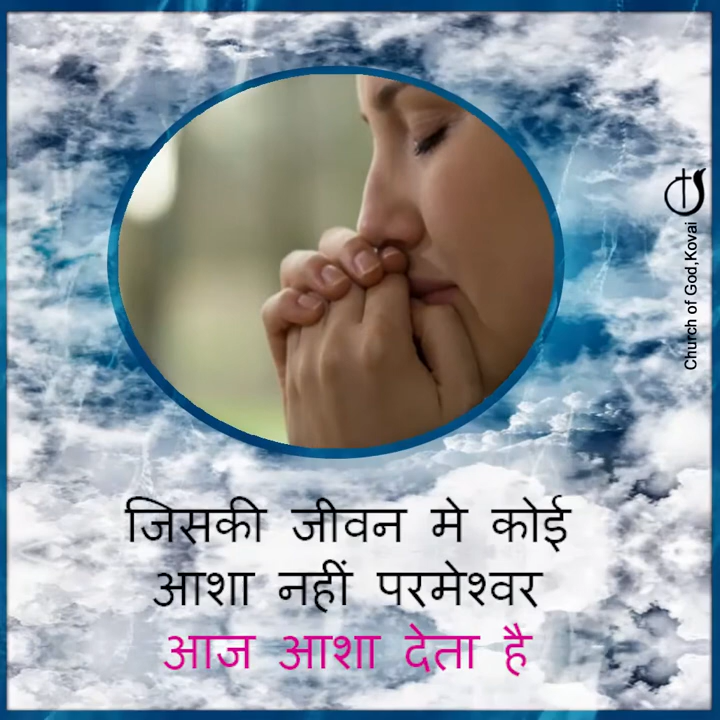 जिसकी जीवन मे कोई
आशा नहीं परमेश्वर
आज आशा देता है
Church of God,Kovai